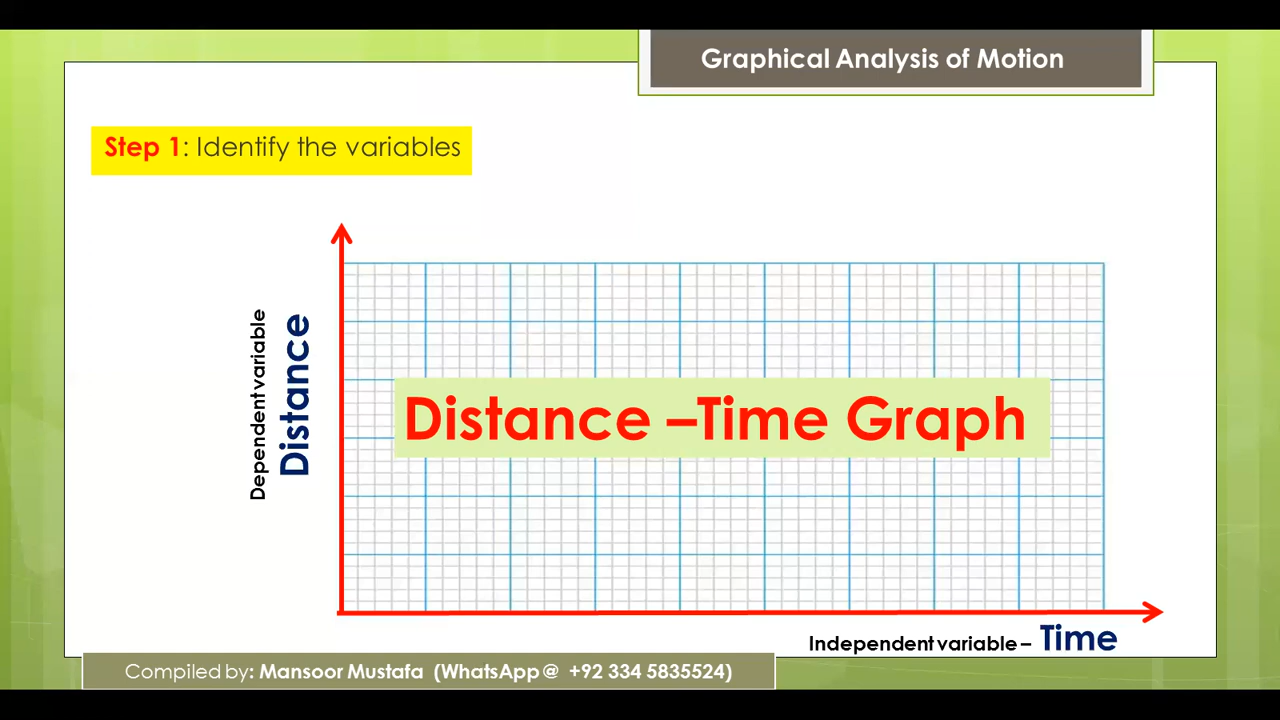 Graphical Analysis of Motion
Step 1: Identify the variables
Dependent variable
Distance
Distance –Time Graph
Independent variable – Time
Compiled by: Mansoor Mustafa (WhatsApp@ +92 334 5835524)